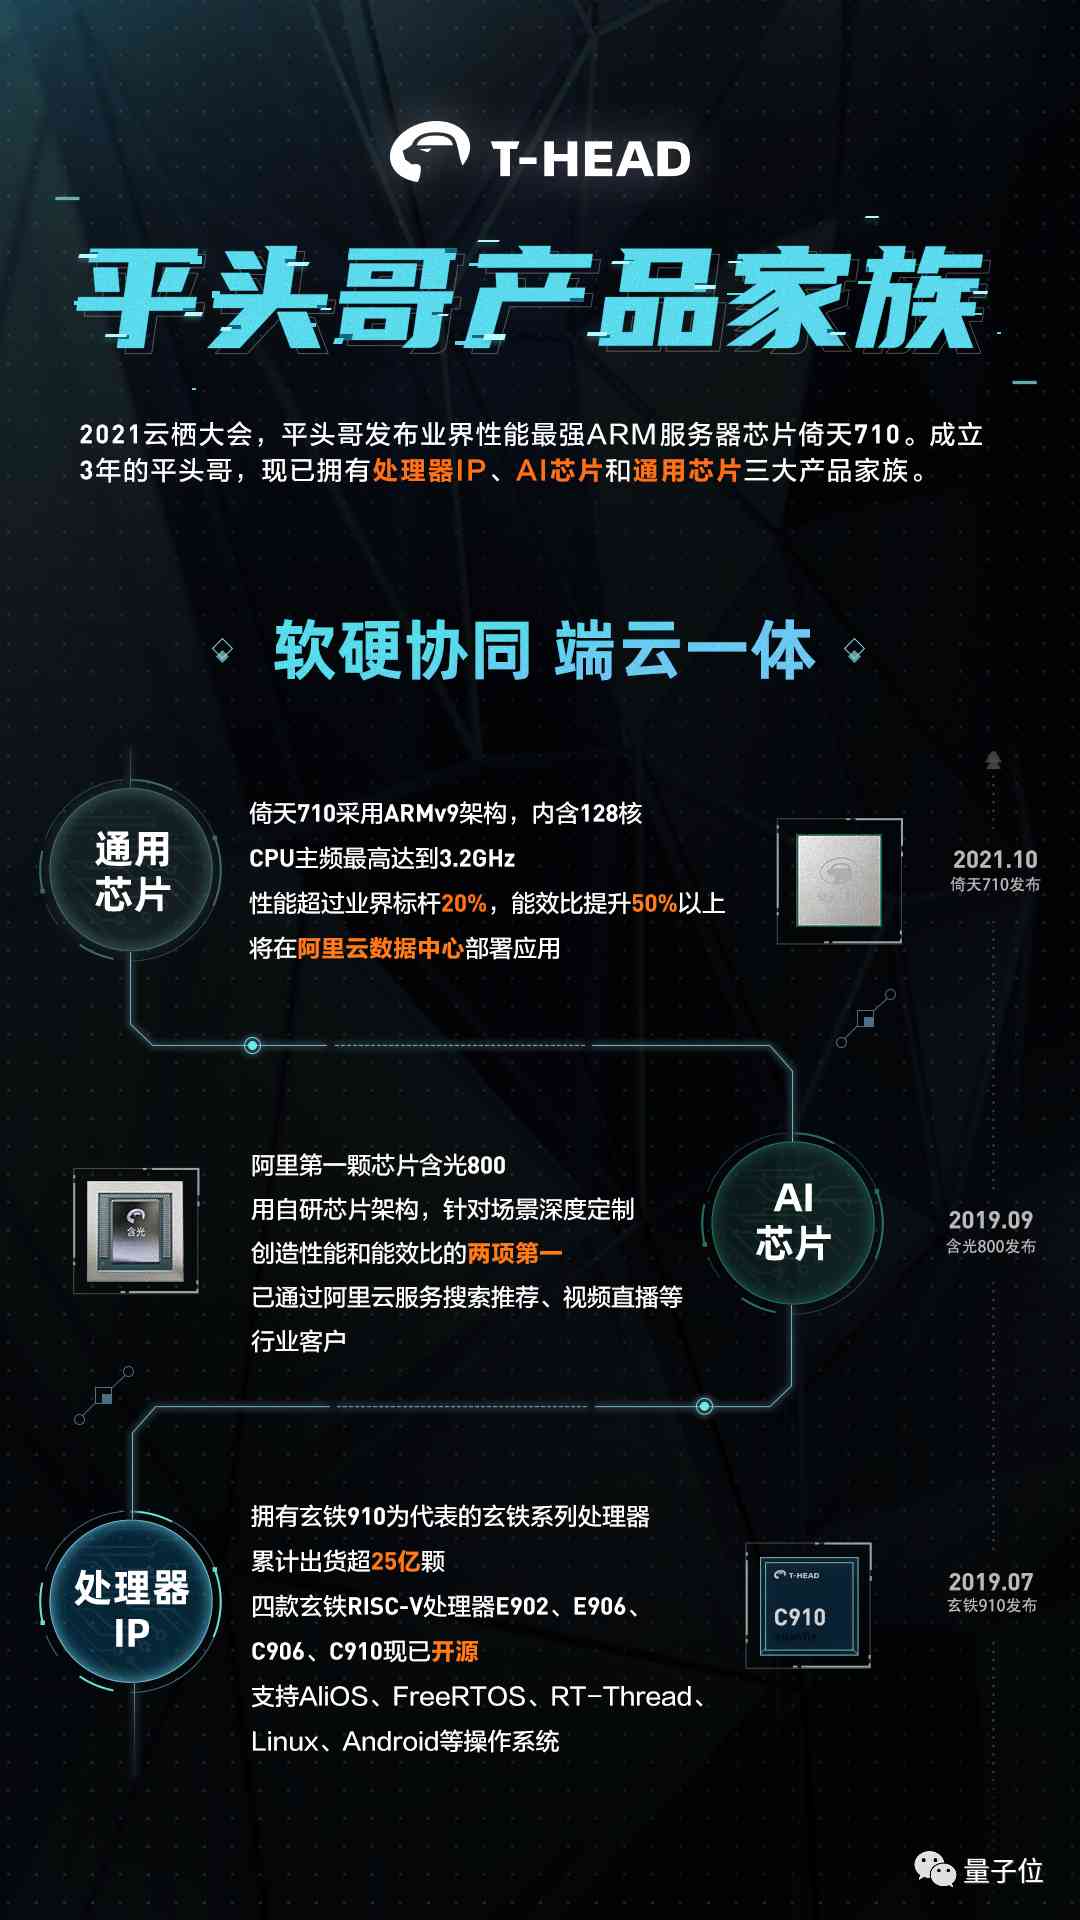 T-HEAD
平头哥产品家族
2021云栖大会，平头哥发布业界性能最强ARM服务器芯片倚天710。成立
3年的平头哥，现已拥有处理器IP、AI芯片和通用芯片三大产品家族。
软硬协同 端云一体
通用
芯片
倚天710采用ARMv9架构，内含128核
CPU主频最高达到3.2GHz
性能超过业界标杆20%，能效比提升50%以上
将在阿里云数据中心部署应用
2021.10
倚天710发布
含光
阿里第一颗芯片含光800
用自研芯片架构，针对场景深度定制
创造性能和能效比的两项第一
已通过阿里云服务搜索推荐、视频直播等
行业客户
AI
芯片
2019.09
含光800发布
处理器
IP
拥有玄铁910为代表的玄铁系列处理器
累计出货超25亿颗
四款玄铁RISC-V处理器E902、E906、
C906、C910现已开源
支持AliOS、FreeRTOS、RT-Thread、
Linux、Android等操作系统
T-HEAD
C910
2019.07
玄铁910发布
量子位